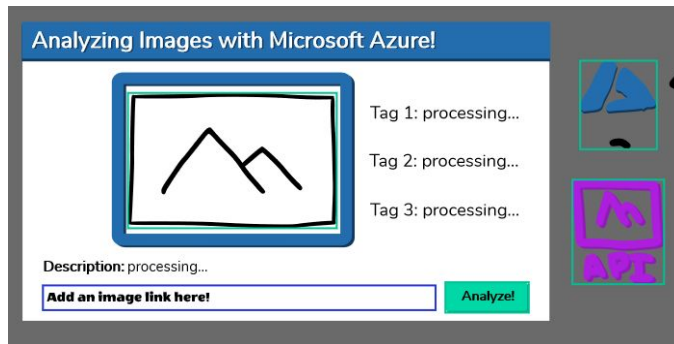 Analyzing Images with Microsoft Azure!
Tag 1: processing...
Tag 2: processing...
Tag 3: processing...
Description: processing...
Add an image link here!
Analyze!
API